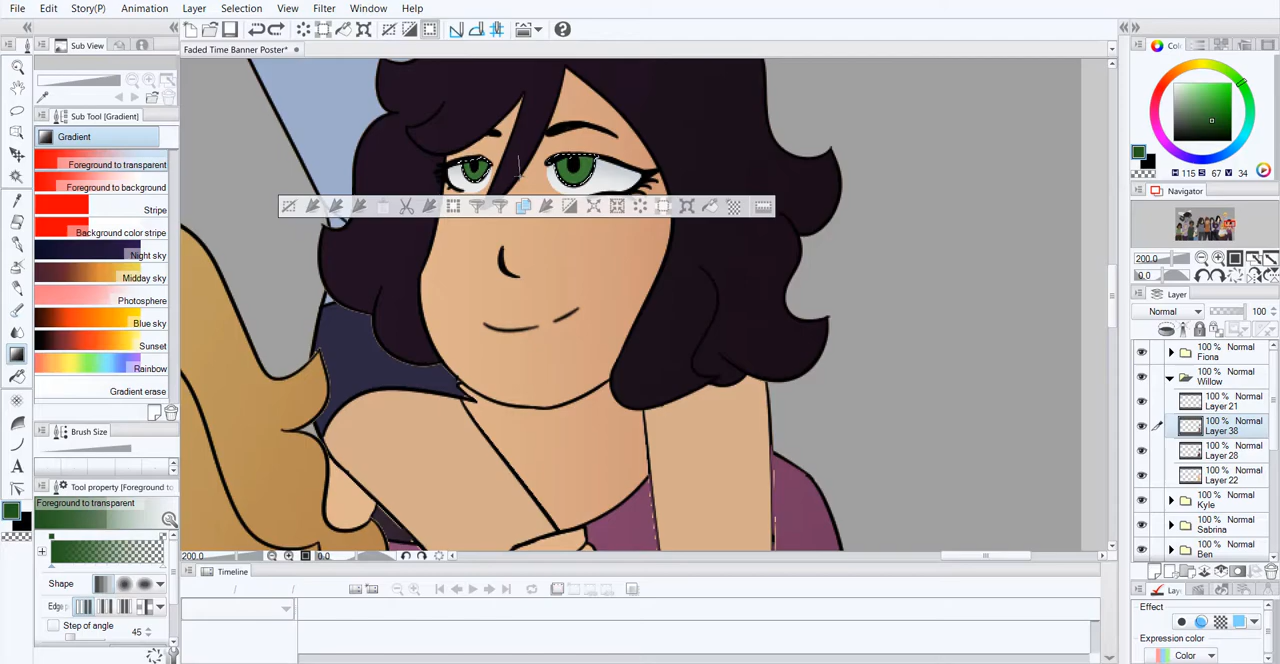 File Edit Story(P) Animation Layer Selection View Filter Window Help
Sub View
Faded Time Banner Poster*
Sub Tool [Gradient]
Gradient
Foreground to transparent
Foreground to background
Stripe
Background color stripe
Night sky
Midday sky
Photosphere
Blue sky
Sunset
Rainbow
Gradient erase
Brush Size
Tool property [Foreground to
Foreground to transparent
Shape
Edge p
Step of angle
45
200.0
0.0
Timeline
/ /
Col
H 115 S 67 V 34
Navigator
200.0
0.0
Layer
Normal 100
100 % Normal
Fiona
100 % Normal
Willow
100 % Normal
Layer 21
100 % Normal
Layer 38
100 % Normal
Layer 28
100 % Normal
Layer 22
100 % Normal
Kyle
100 % Normal
Sabrina
100 % Normal
Ben
Lay
Effect
Expression color
Color